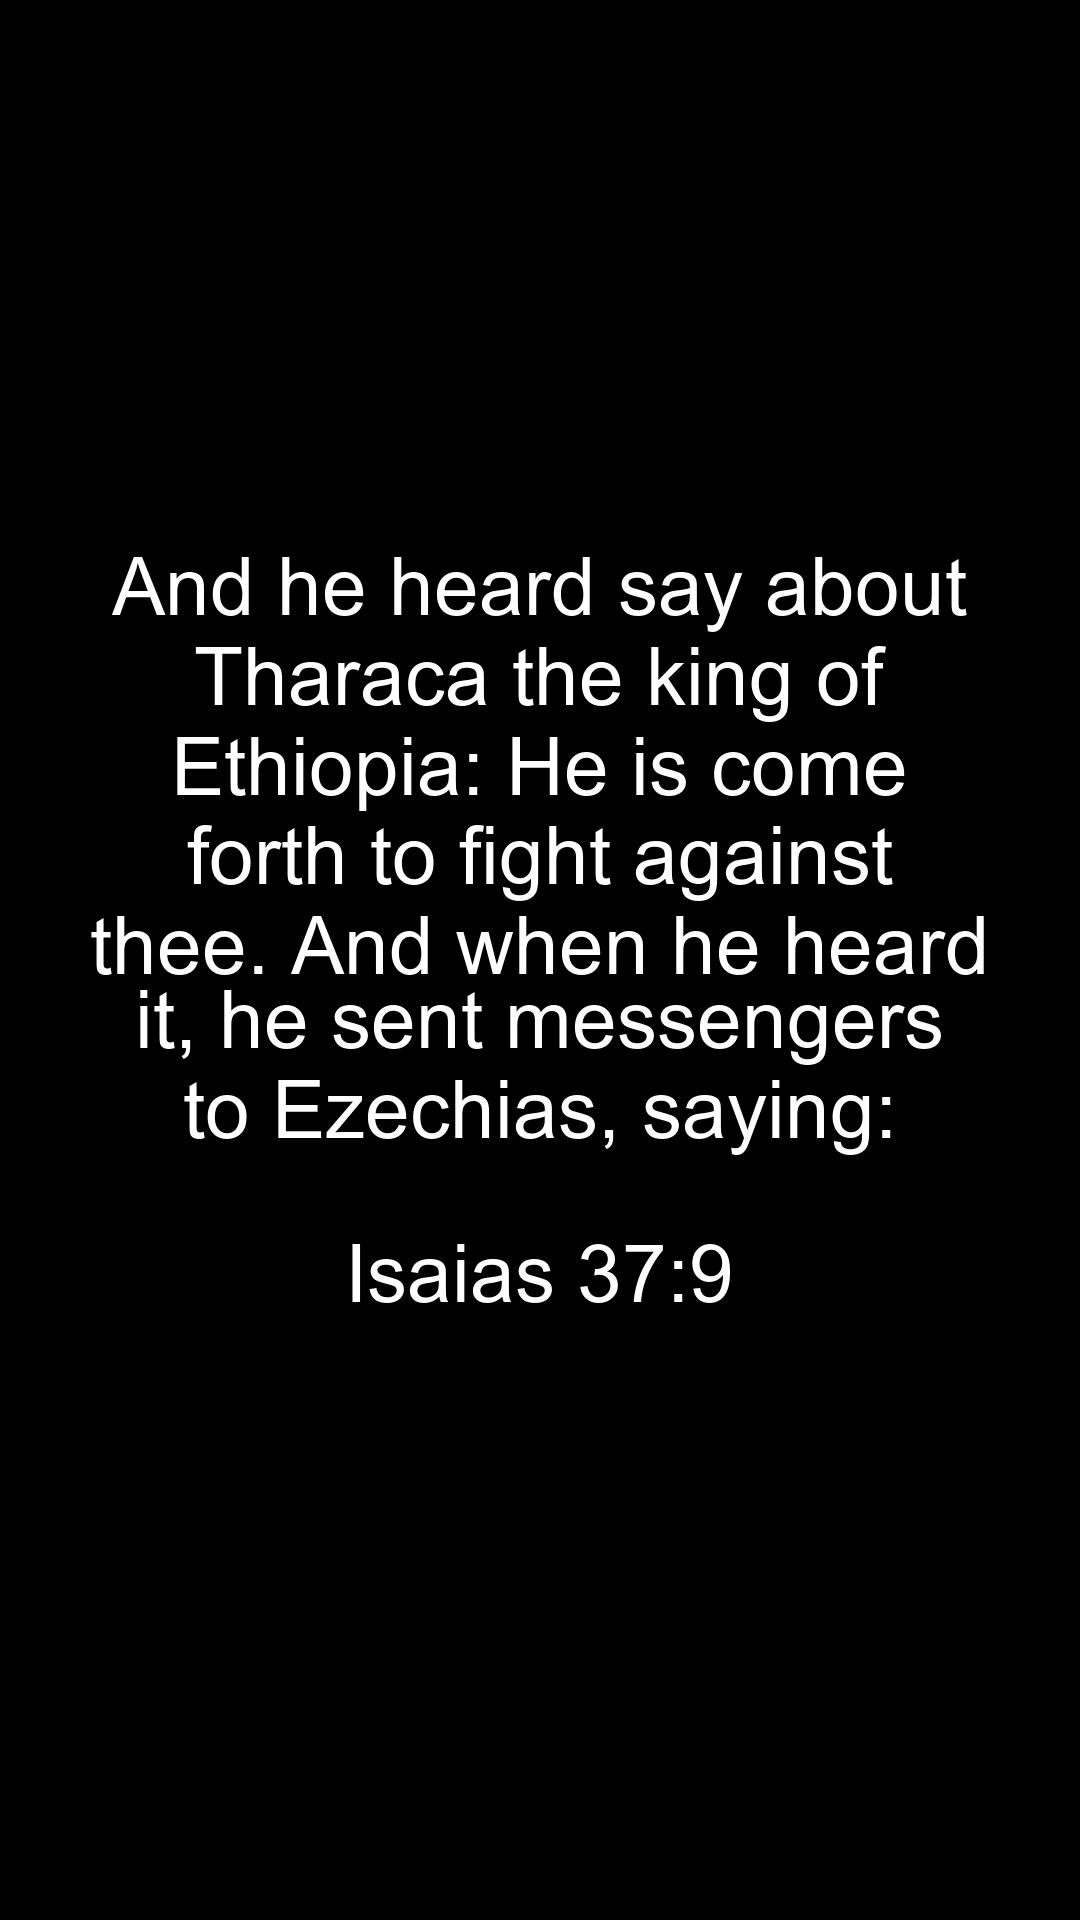 And he heard say about
Tharaca the king of
Ethiopia: He is come
forth to fight against
thee. And when he heard
it, he sent messengers
to Ezechias, saying:
Isaias 37:9